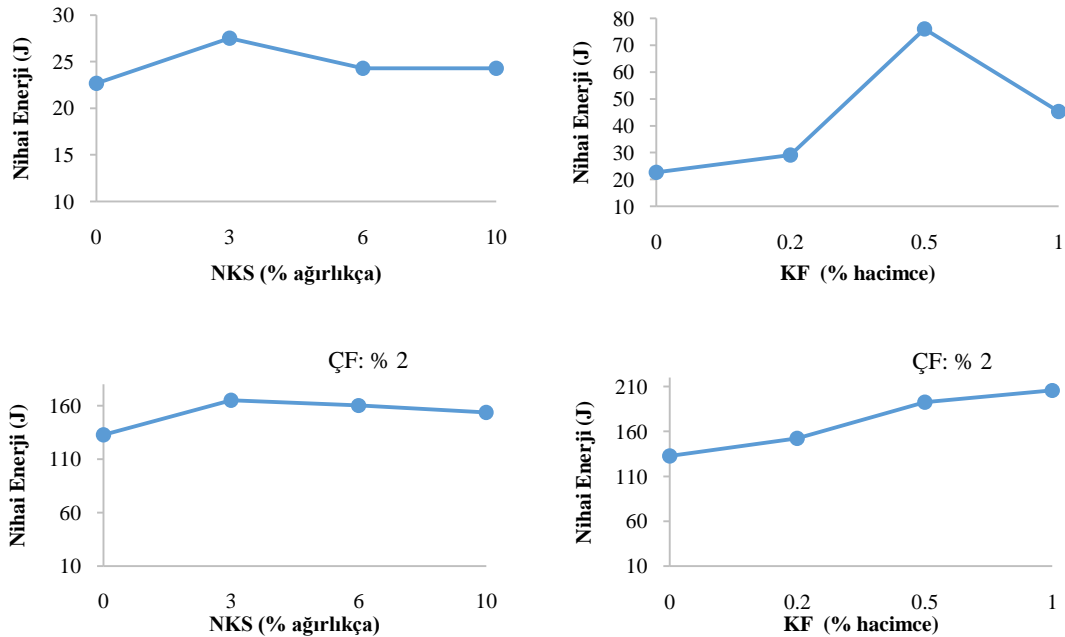 30
25
20
15
10
Nihai Enerji (J)
0 3 6 10
NKS (% ağırlıkça)
80
70
60
50
40
30
20
10
Nihai Enerji (J)
0 0.2 0.5 1
KF (% hacimce)
ÇF: % 2
160
110
60
10
Nihai Enerji (J)
0 3 6 10
NKS (% ağırlıkça)
ÇF: % 2
210
160
110
60
10
Nihai Enerji (J)
0 0.2 0.5 1
KF (% hacimce)